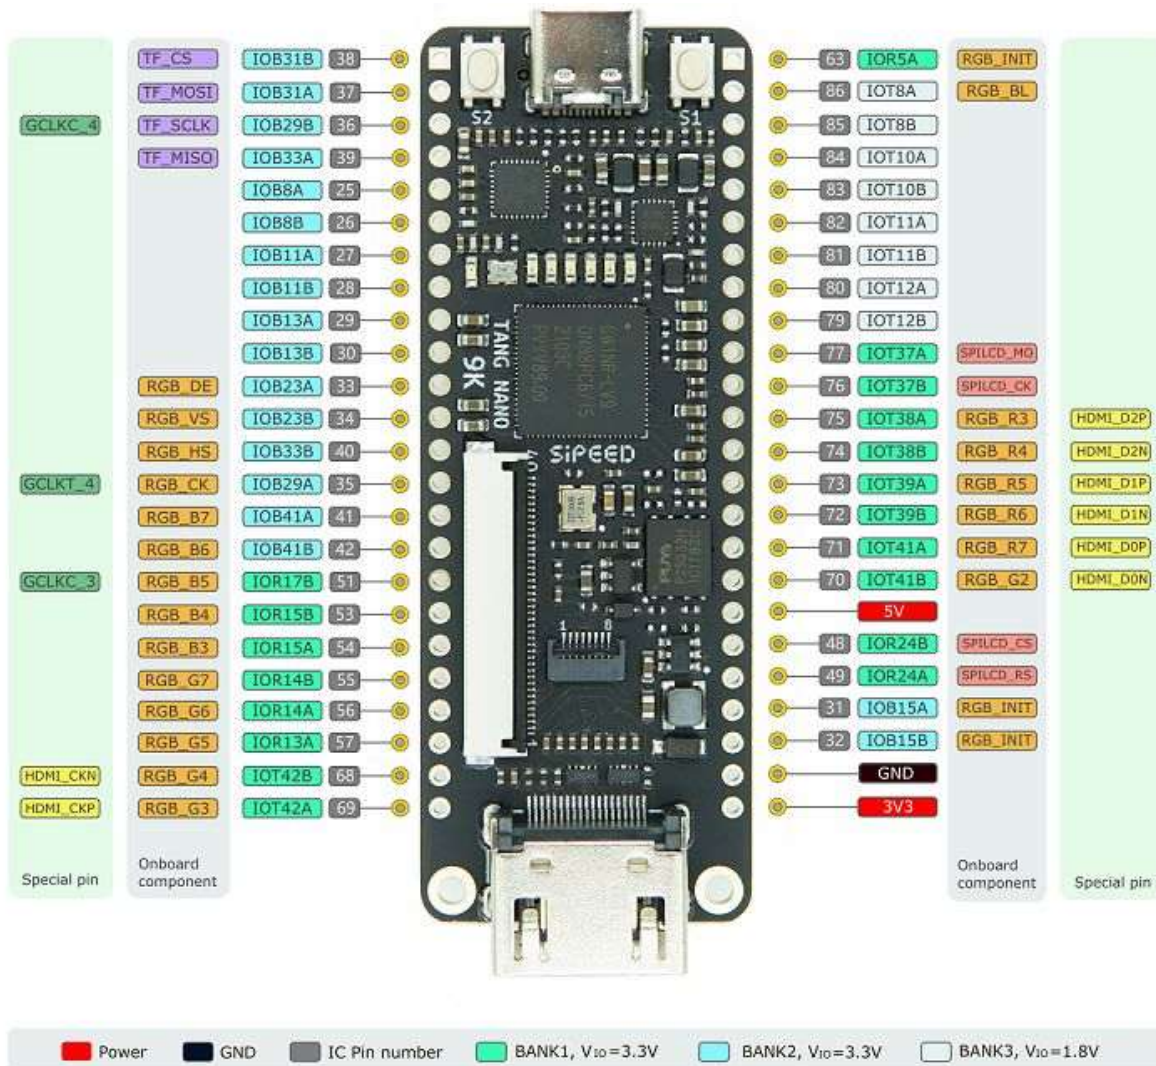 TF_CS IOB31B 38 63 IOR5A RGB_INIT
TF_MOSI IOB31A 37 86 IOT8A RGB_BL
GCLKC_4 TF_SCLK IOB29B 36 85 IOT8B
TF_MISO IOB33A 39 84 IOT10A
IOB8A 25 83 IOT10B
IOB8B 26 82 IOT11A
IOB11A 27 81 IOT11B
IOB11B 28 80 IOT12A
IOB13A 29 79 IOT12B
IOB13B 30 77 IOT37A SPILCD_MO
RGB_DE IOB23A 33 76 IOT37B SPILCD_CK
RGB_VS IOB23B 34 75 IOT38A RGB_R3 HDMI_D2P
RGB_HS IOB33B 40 74 IOT38B RGB_R4 HDMI_D2N
GCLKT_4 RGB_CK IOB29A 35 73 IOT39A RGB_R5 HDMI_D1P
RGB_B7 IOB41A 41 72 IOT39B RGB_R6 HDMI_D1N
RGB_B6 IOB41B 42 71 IOT41A RGB_R7 HDMI_D0P
GCLKC_3 RGB_B5 IOR17B 51 70 IOT41B RGB_G2 HDMI_D0N
RGB_B4 IOR15B 53 5V
RGB_B3 IOR15A 54 48 IOR24B SPILCD_CS
RGB_G7 IOR14B 55 49 IOR24A SPILCD_RS
RGB_G6 IOR14A 56 31 IOB15A RGB_INIT
RGB_G5 IOR13A 57 32 IOB15B RGB_INIT
HDMI_CKN RGB_G4 IOT42B 68 GND
HDMI_CKP RGB_G3 IOT42A 69 3V3
S2 S1
TANG NANO
9K
SiPEED
1 8
Special pin
Onboard
component
Onboard
component
Special pin
Power GND IC Pin number BANK1, VIO=3.3V BANK2, VIO=3.3V BANK3, VIO=1.8V